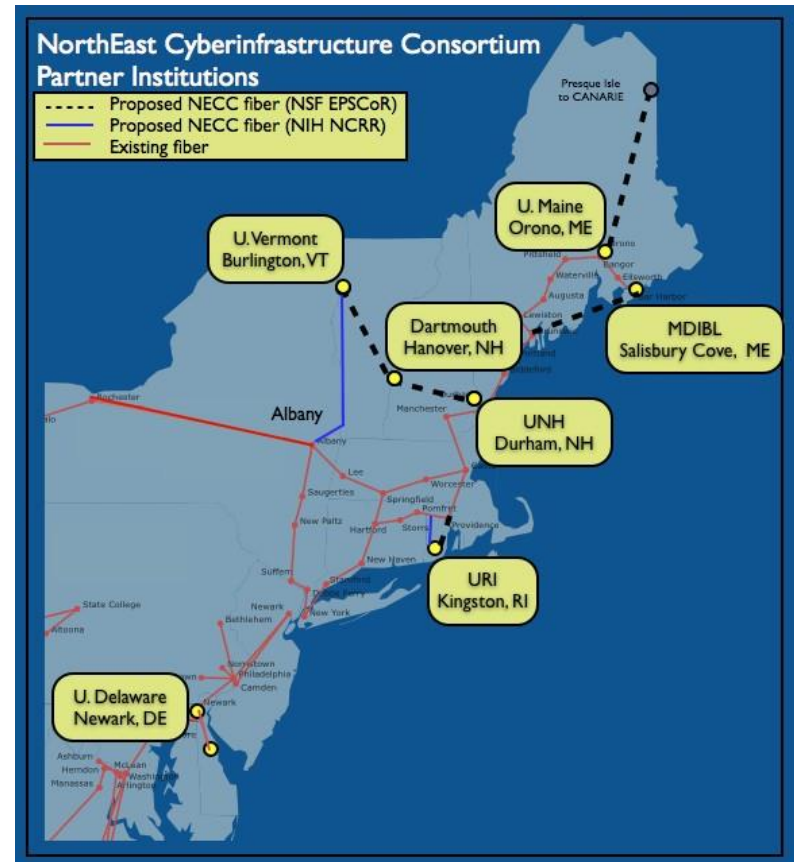 NorthEast Cyberinfrastructure Consortium
Partner Institutions
Proposed NECC fiber (NSF EPSCoR)
Proposed NECC fiber (NIH NCRR)
Existing fiber
Presque Isle
to CANARIE
U. Maine
Orono, ME
U. Vermont
Burlington, VT
Pittsfield
Bangor
Waterville
Ellsworth
Augusta
Dartmouth
Hanover, NH
MDIBL
Salisbury Cove, ME
Rochester
Albany
Manchester
UNH
Durham, NH
Albany
Lee
Worcester
Saugerties
Springfield
Pomfret
New Paltz
Hartford
Storrs
Providence
New Haven
Suffern
Stamford
URI
Kingston, RI
State College
Newark
New York
Bethlehem
Altoona
Norristown
Philadelphia
Camden
U. Delaware
Newark, DE
Newark
Ashburn
McLean
Herndon
Washington
Manassas
Arlington